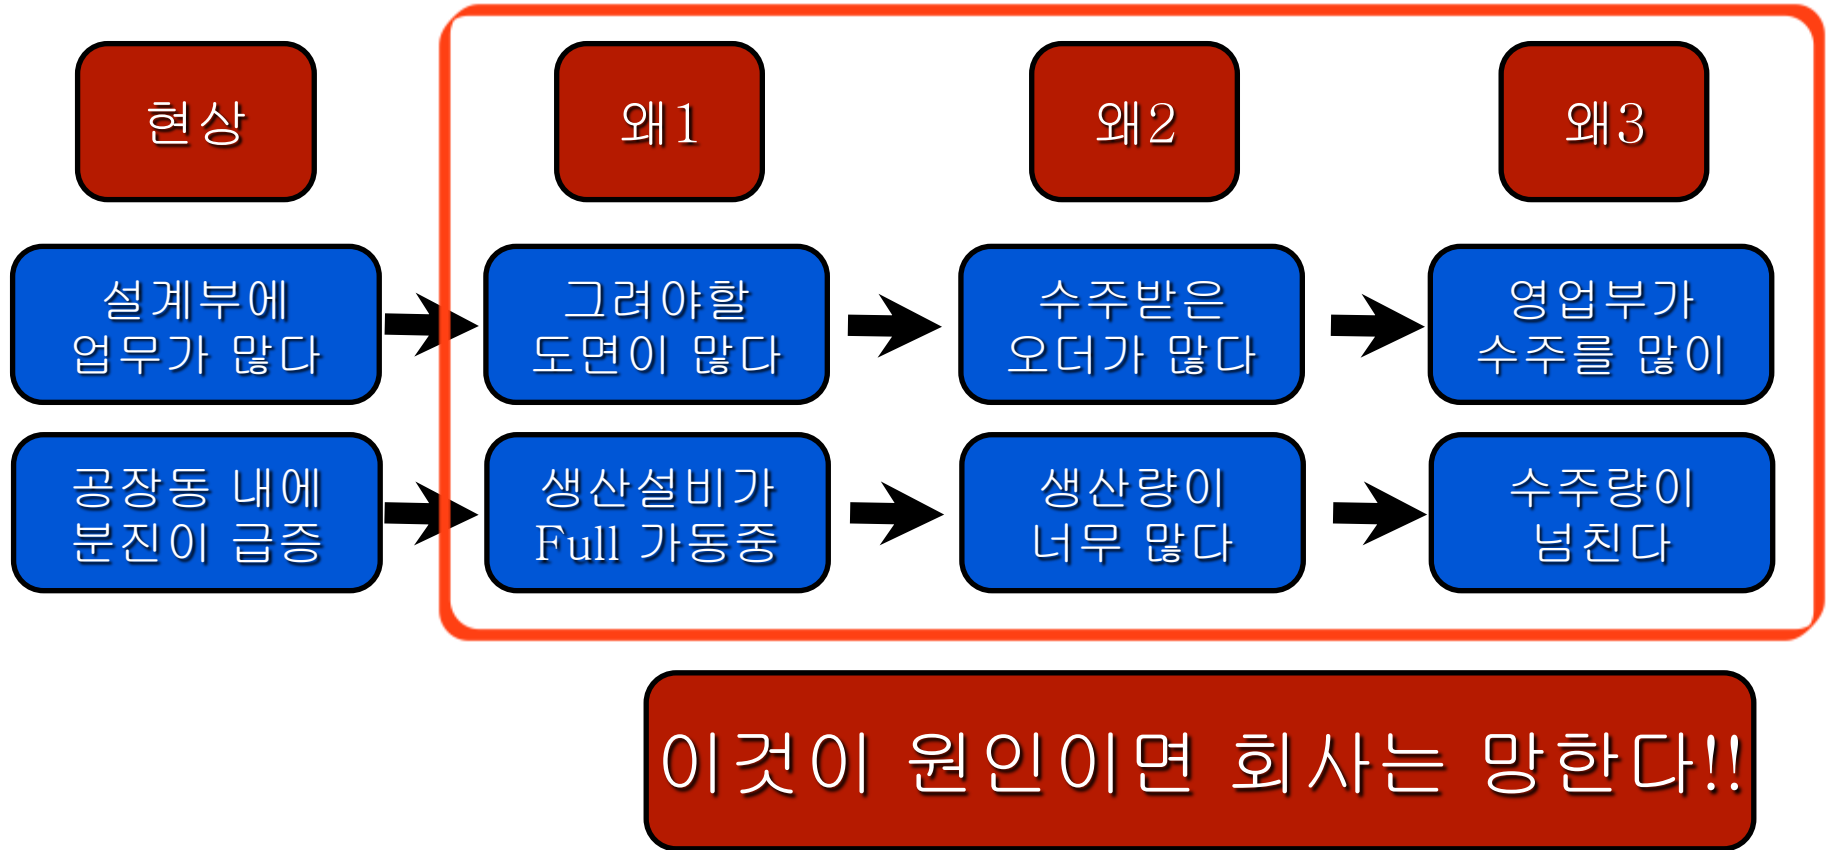 현상
왜1
왜2
왜3
설계부에
업무가 많다
그려야할
도면이 많다
수주받은
오더가 많다
영업부가
수주를 많이
공장동 내에
분진이 급증
생산설비가
Full 가동중
생산량이
너무 많다
수주량이
넘친다
이것이 원인이면 회사는 망한다!!